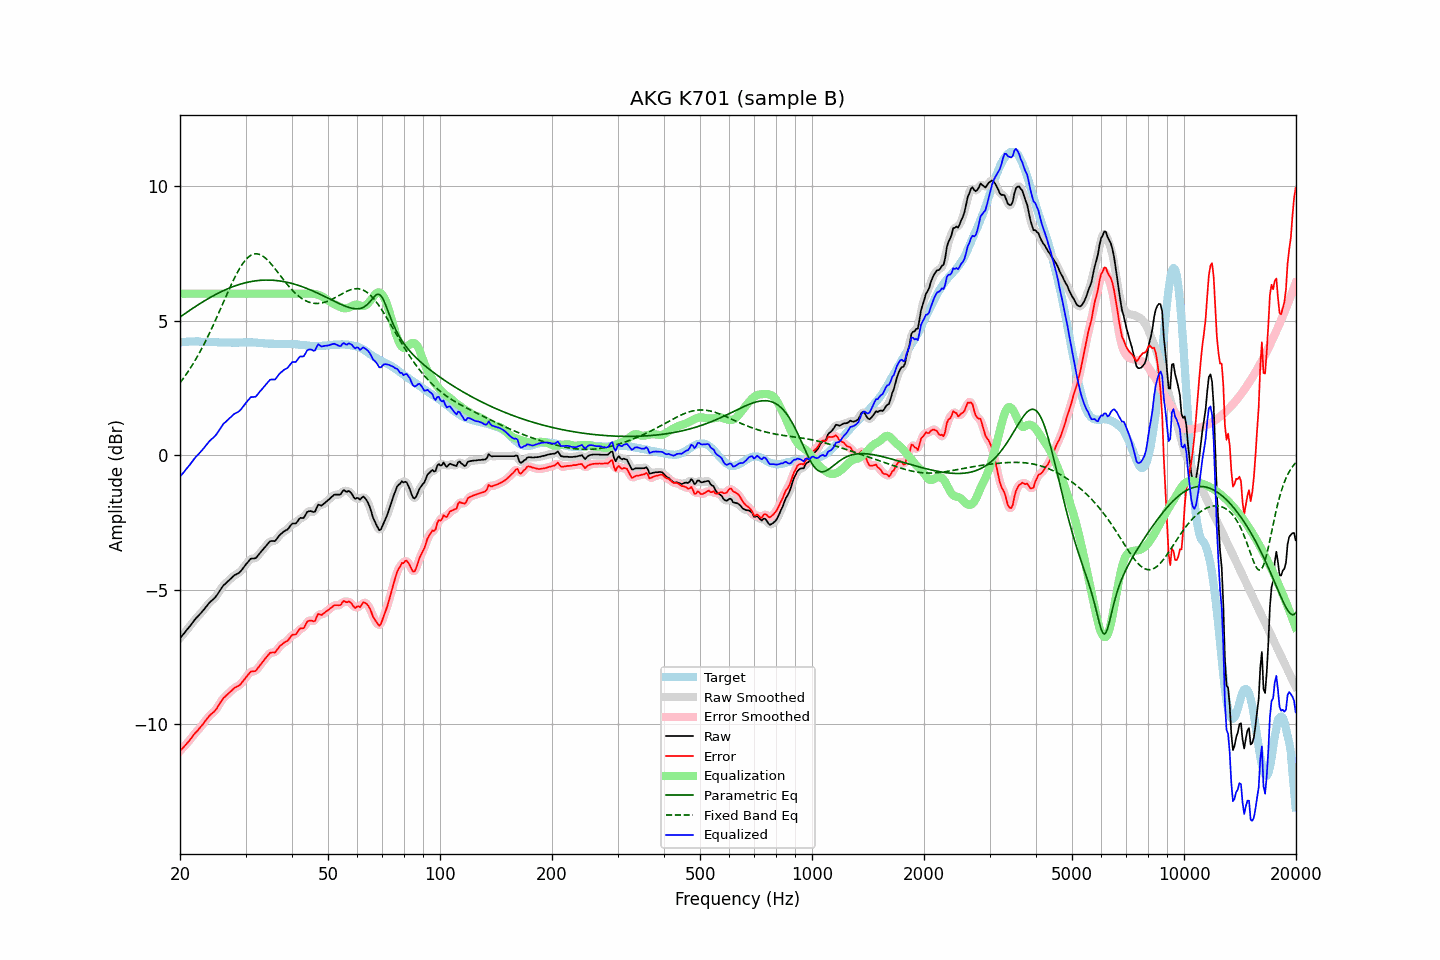 AKG K701 (sample B)
Amplitude (dBr)
10
5
0
−5
−10
Target
Raw Smoothed
Error Smoothed
Raw
Error
Equalization
Parametric Eq
Fixed Band Eq
Equalized
20
50
100
200
500
1000
2000
5000
10000
20000
Frequency (Hz)